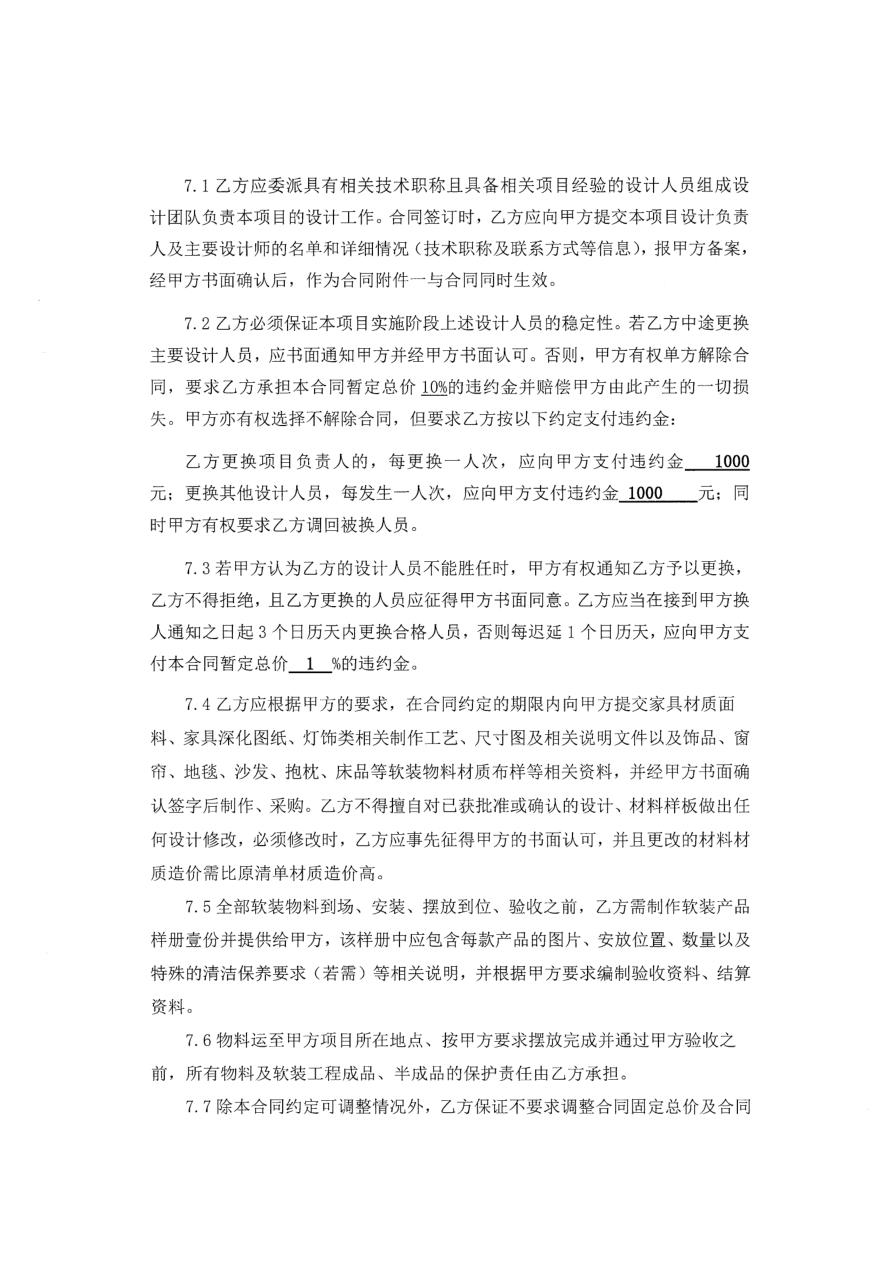 7.1 乙方应委派具有相关技术职称且具备相关项目经验的设计人员组成设
计团队负责本项目的设计工作。合同签订时，乙方应向甲方提交本项目设计负责
人及主要设计师的名单和详细情况（技术职称及联系方式等信息），报甲方备案，
经甲方书面确认后，作为合同附件一与合同同时生效。
7.2 乙方必须保证本项目实施阶段上述设计人员的稳定性。若乙方中途更换
主要设计人员，应书面通知甲方并经甲方书面认可。否则，甲方有权单方解除合
同，要求乙方承担本合同暂定总价 10%的违约金并赔偿甲方由此产生的一切损
失。甲方亦有权选择不解除合同，但要求乙方按以下约定支付违约金：
乙方更换项目负责人的，每更换一人次，应向甲方支付违约金 1000
元；更换其他设计人员，每发生一人次，应向甲方支付违约金 1000 元；同
时甲方有权要求乙方调回被换人员。
7.3 若甲方认为乙方的设计人员不能胜任时，甲方有权通知乙方予以更换，
乙方不得拒绝，且乙方更换的人员应征得甲方书面同意。乙方应当在接到甲方换
人通知之日起 3 个日历天内更换合格人员，否则每迟延 1 个日历天，应向甲方支
付本合同暂定总价 1 %的违约金。
7.4 乙方应根据甲方的要求，在合同约定的期限内向甲方提交家具材质面
料、家具深化图纸、灯饰类相关制作工艺、尺寸图及相关说明文件以及饰品、窗
帘、地毯、沙发、抱枕、床品等软装物料材质布样等相关资料，并经甲方书面确
认签字后制作、采购。乙方不得擅自对已获批准或确认的设计、材料样板做出任
何设计修改，必须修改时，乙方应事先征得甲方的书面认可，并且更改的材料材
质造价需比原清单材质造价高。
7.5 全部软装物料到场、安装、摆放到位、验收之前，乙方需制作软装产品
样册壹份并提供给甲方，该样册中应包含每款产品的图片、安放位置、数量以及
特殊的清洁保养要求（若需）等相关说明，并根据甲方要求编制验收资料、结算
资料。
7.6 物料运至甲方项目所在地点、按甲方要求摆放完成并通过甲方验收之
前，所有物料及软装工程成品、半成品的保护责任由乙方承担。
7.7 除本合同约定可调整情况外，乙方保证不要求调整合同固定总价及合同